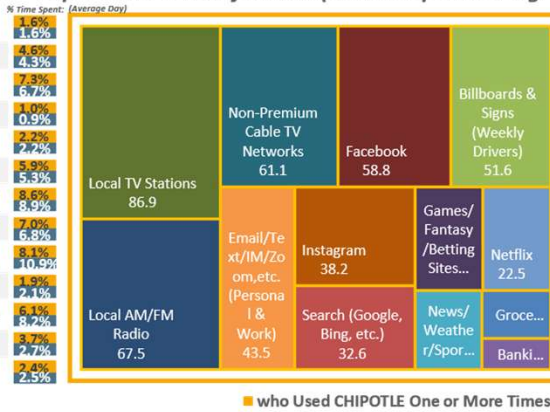 % Time Spent: (Average Day)
1.6%
1.6%
4.6%
4.3%
7.3%
6.7%
1.0%
0.9%
2.2%
2.2%
5.9%
5.3%
8.6%
8.9%
7.0%
6.8%
8.1%
10.9%
1.9%
2.1%
6.1%
8.2%
3.7%
2.7%
2.4%
2.5%
Local TV Stations
86.9
Non-Premium
Cable TV
Networks
61.1
Facebook
58.8
Billboards &
Signs
(Weekly
Drivers)
51.6
Local AM/FM
Radio
67.5
Email/Te
xt/IM/Zo
om,etc.
(Persona
l &
Work)
43.5
Instagram
38.2
Search (Google,
Bing, etc.)
32.6
Games/
Fantasy
/Betting
Sites...
Netflix
22.5
News/
Weathe
r/Spor...
Groce...
Banki...
who Used CHIPOTLE One or More Times